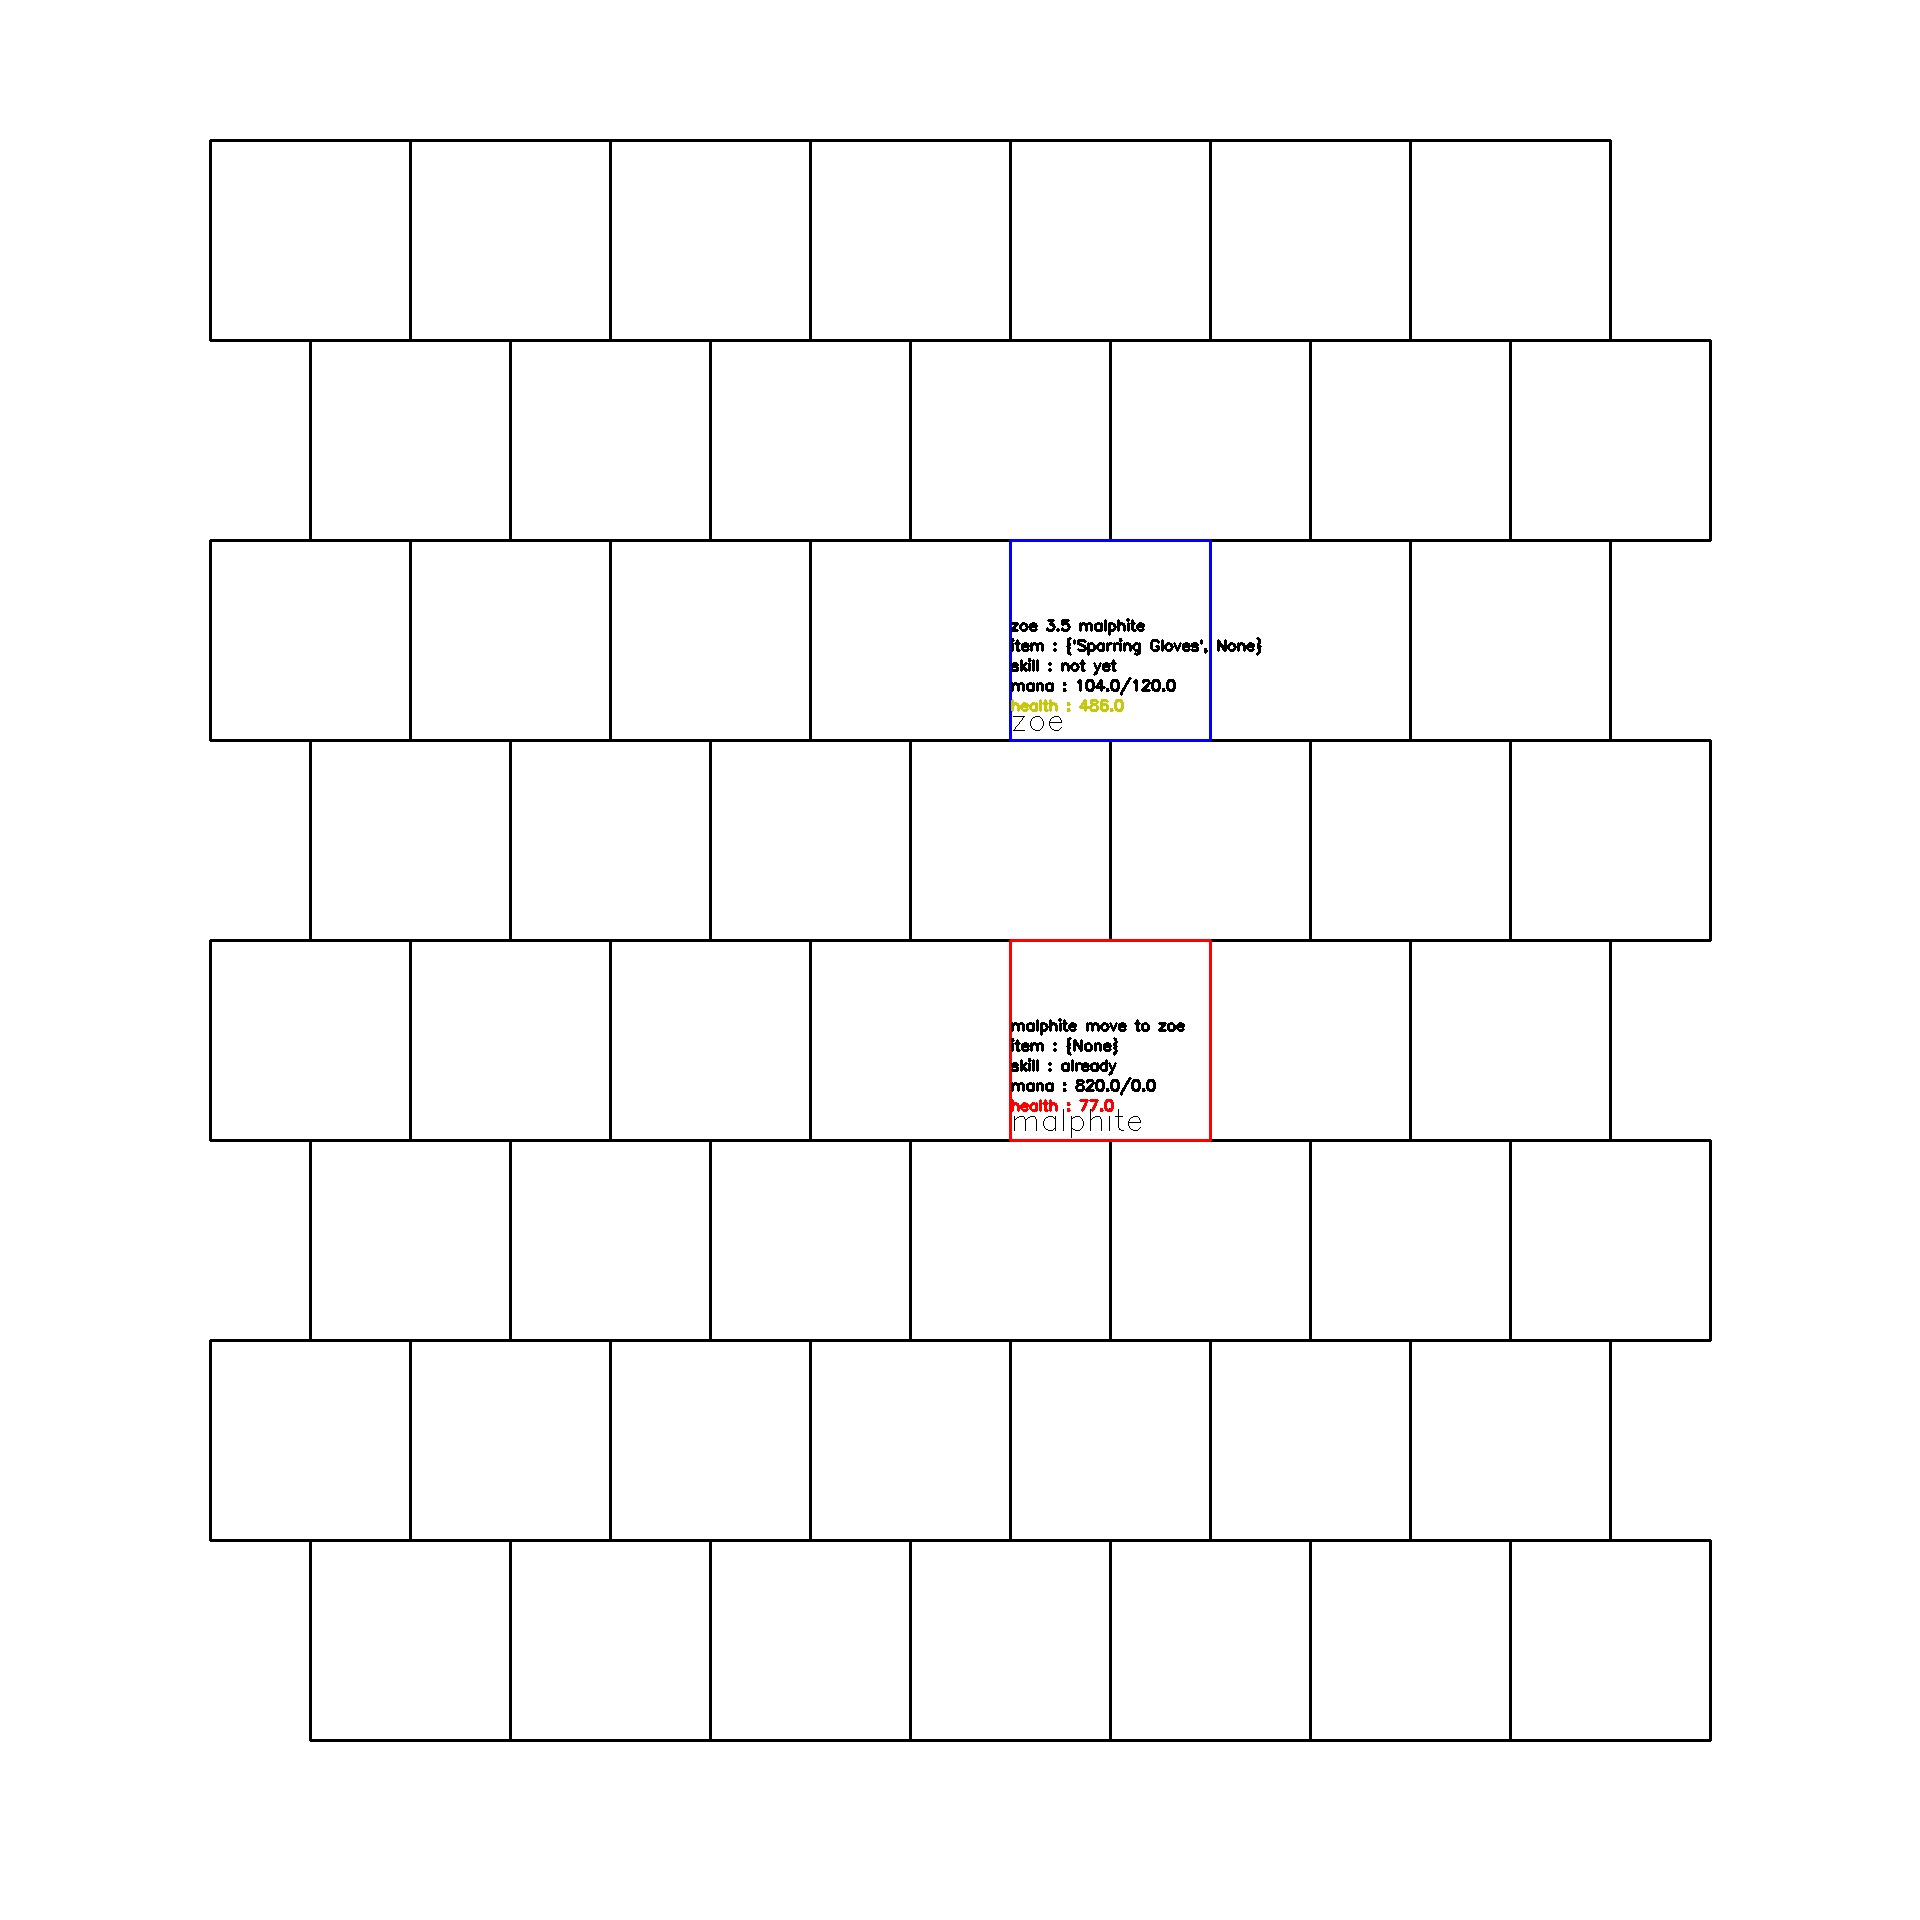 zoe 3.5 malphite
item : {'Sparring Gloves', None}
skill : not yet
mana : 104.0/120.0
health : 486.0
zoe
malphite move to zoe
item : {None}
skill : already
mana : 820.0/0.0
health : 77.0
malphite